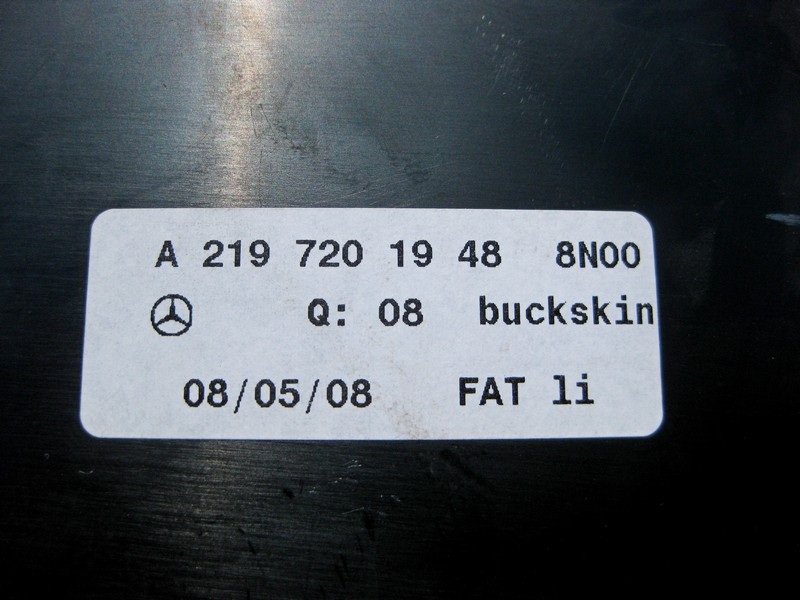 A 219 720 19 48 8N00
Q: 08 buckskin
08/05/08 FAT li